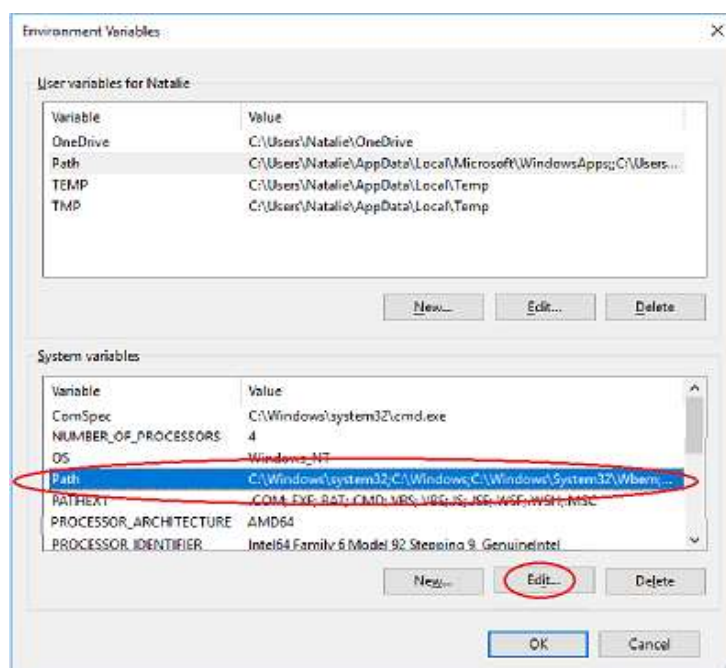 Environment Variables
User variables for Natalie
Variable Value
OneDrive C:\Users\Natalie\OneDrive
Path C:\Users\Natalie\AppData\Local\Microsoft\WindowsApps;;C:\Users...
TEMP C:\Users\Natalie\AppData\Local\Temp
TMP C:\Users\Natalie\AppData\Local\Temp
New... Edit... Delete
System variables
Variable Value
ComSpec C:\Windows\system32\cmd.exe
NUMBER_OF_PROCESSORS 4
OS Windows_NT
Path C:\Windows\system32;C:\Windows;C:\Windows\System32\Wbem;...
PATHEXT .COM;.EXE;.BAT;.CMD;.VBS;.VBE;.JS;.JSE;.WSF;.WSH;.MSC
PROCESSOR_ARCHITECTURE AMD64
PROCESSOR_IDENTIFIER Intel64 Family 6 Model 92 Stepping 9, GenuineIntel
New... Edit... Delete
OK Cancel